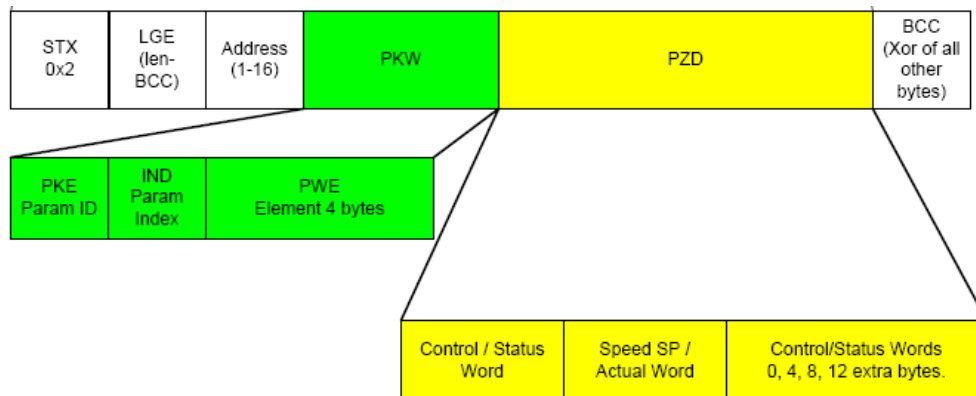 STX
0x2
LGE
(len-
BCC)
Address
(1-16)
PKW
PZD
BCC
(Xor of all
other
bytes)
PKE
Param ID
IND
Param
Index
PWE
Element 4 bytes
Control / Status
Word
Speed SP /
Actual Word
Control/Status Words
0, 4, 8, 12 extra bytes.